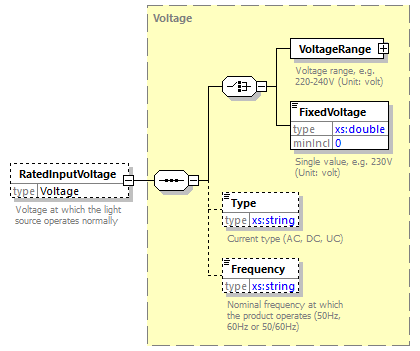 Voltage
VoltageRange
Voltage range, e.g.
220-240V (Unit: volt)
FixedVoltage
type xs:double
minIncl 0
Single value, e.g. 230V
(Unit: volt)
RatedInputVoltage
type Voltage
Voltage at which the light
source operates normally
Type
type xs:string
Current type (AC, DC, UC)
Frequency
type xs:string
Nominal frequency at which
the product operates (50Hz,
60Hz or 50/60Hz)